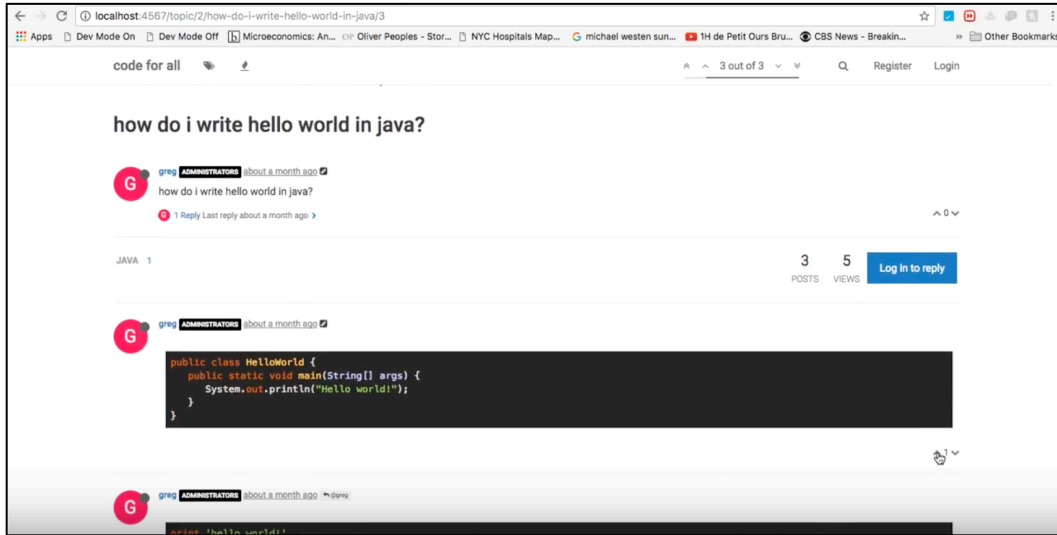 localhost:4567/topic/2/how-do-i-write-hello-world-in-java/3
Apps Dev Mode On Dev Mode Off Microeconomics: An... OP Oliver Peoples - Stor... NYC Hospitals Map... michael westen sun... 1H de Petit Ours Bru... CBS News - Breakin... » Other Bookmarks
code for all 3 out of 3 Register Login
how do i write hello world in java?
G greg ADMINISTRATORS about a month ago
how do i write hello world in java?
G 1 Reply Last reply about a month ago
0
JAVA 1
3 5
POSTS VIEWS
Log in to reply
G greg ADMINISTRATORS about a month ago
public class HelloWorld {
public static void main(String[] args) {
System.out.println("Hello world!");
}
}
1
G greg ADMINISTRATORS about a month ago @greg
print 'hello world!'